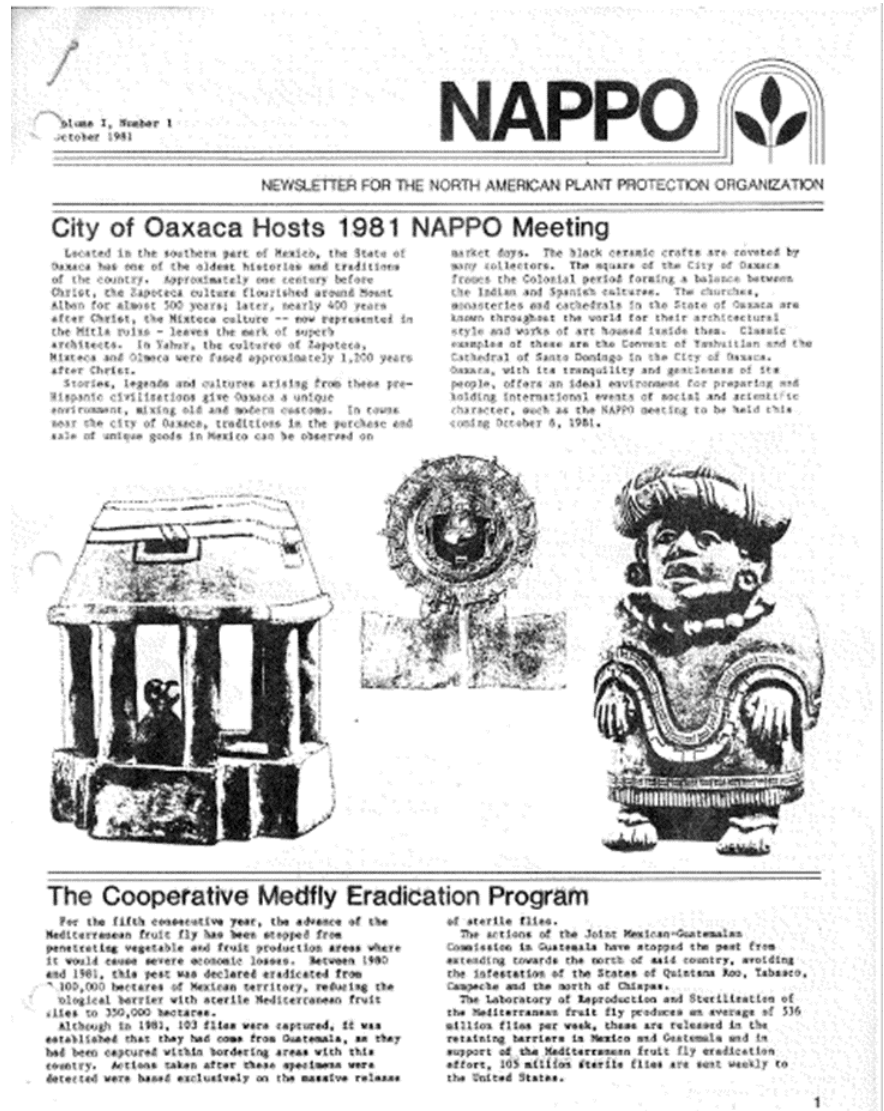 Volume I, Number 1
October 1981
NAPPO
NEWSLETTER FOR THE NORTH AMERICAN PLANT PROTECTION ORGANIZATION
City of Oaxaca Hosts 1981 NAPPO Meeting
Located in the southern part of Mexico, the State of
Oaxaca has one of the oldest histories and traditions
of the country. Approximately one century before
Christ, the Zapoteca culture flourished around Mount
Alban for almost 500 years; later, nearly 400 years
after Christ, the Mixteca culture -- now represented in
the Mitla ruins - leaves the mark of superb
architects. In the cultures of Zapoteca,
Mixteca and Olmeca were fused approximately 1,200 years
after Christ.
Stories, legends and cultures arising from these pre-
Hispanic civilizations give Oaxaca a unique
environment, mixing old and modern customs. In towns
near the city of Oaxaca, traditions in the purchase and
sale of unique goods in Mexico can be observed on
market days. The black ceramic crafts are coveted by
many collectors. The square of the City of Oaxaca
frames the Colonial period forming a balance between
the Indian and Spanish cultures. The churches,
monasteries and cathedrals in the State of Oaxaca are
known throughout the world for their architectural
style and works of art housed inside them. Classic
examples of these are the Convent of and the
Cathedral of Santo Domingo in the City of Oaxaca.
Oaxaca, with its tranquility and gentleness of its
people, offers an ideal environment for preparing and
holding international events of social and scientific
character, such as the NAPPO meeting to be held this
coming October 6, 1981.
The Cooperative Medfly Eradication Program
For the fifth consecutive year, the advance of the
Mediterranean fruit fly has been stopped from
penetrating vegetable and fruit production areas where
it would cause severe economic losses. Between 1980
and 1981, this pest was declared eradicated from
100,000 hectares of Mexican territory, reducing the
biological barrier with sterile Mediterranean fruit
flies to 350,000 hectares.
Although in 1981, 103 flies were captured, it was
established that they had come from Guatemala, as they
had been captured within bordering areas with this
country. Actions taken after these specimens were
detected were based exclusively on the massive release
of sterile flies.
The actions of the Joint Mexican-Guatemalan
Commission in Guatemala have stopped the pest from
extending towards the north of said country, avoiding
the infestation of the States of Quintana Roo, Tabasco,
Campeche and the north of Chiapas.
The Laboratory of Reproduction and Sterilization of
the Mediterranean fruit fly produces an average of 536
million flies per week, these are released in the
retaining barriers in Mexico and Guatemala and in
support of the Mediterranean fruit fly eradication
effort, 105 million sterile flies are sent weekly to
the United States.
1